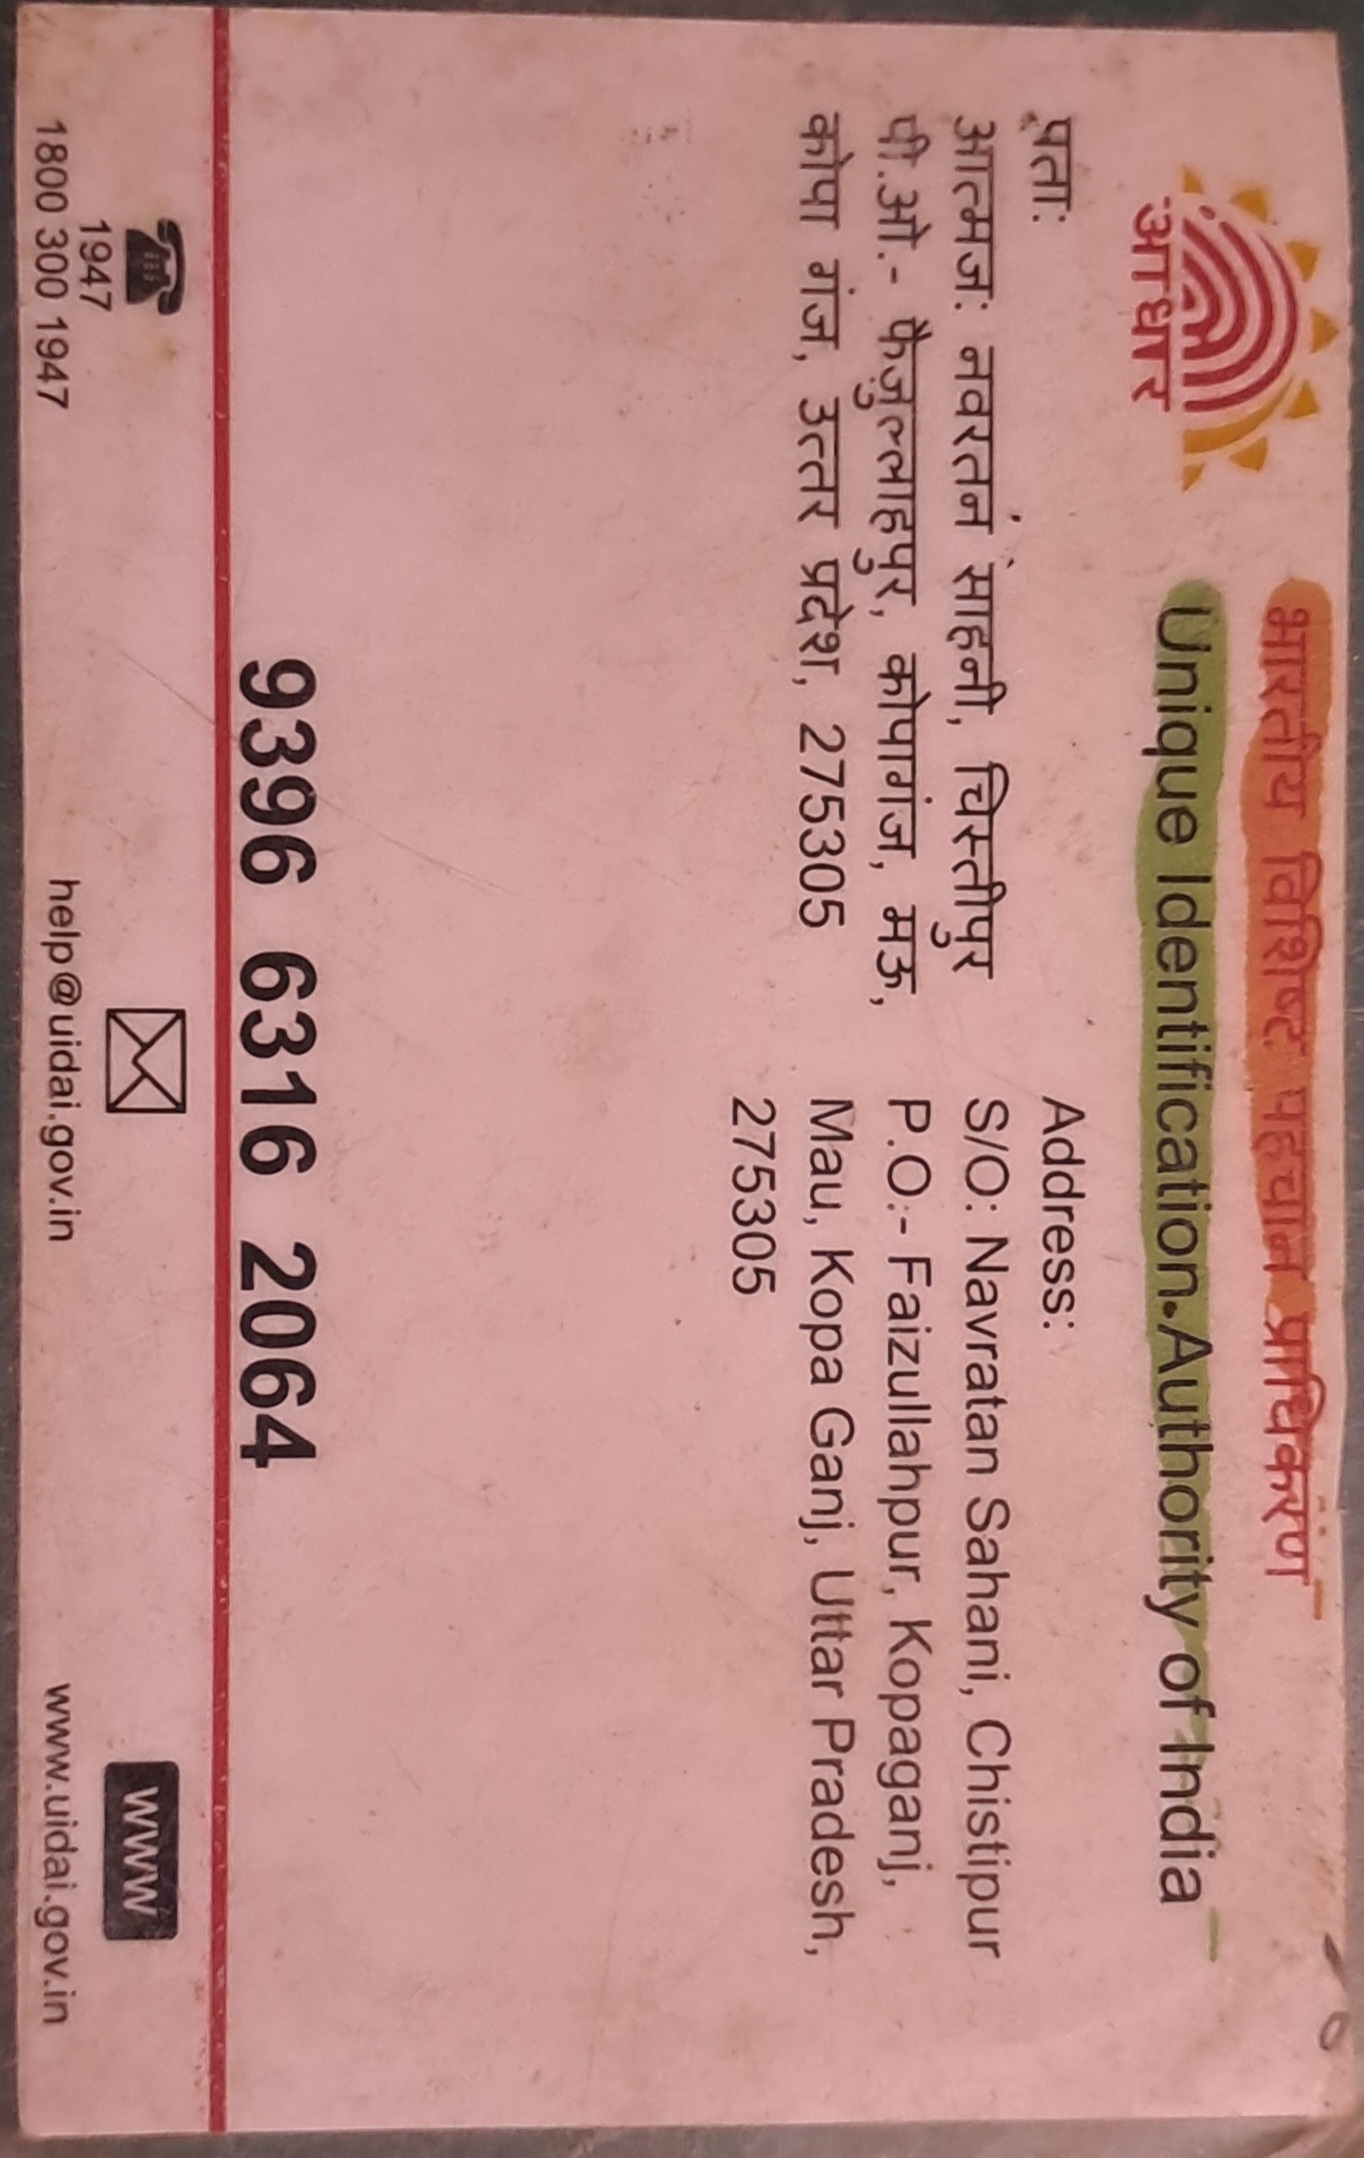 भारतीय विशिष्ट पहचान प्राधिकरण
Unique Identification Authority of India
आधार
पता:
आत्मज: नवरतन साहनी, चिस्तीपुर
पी.ओ.- फैजुल्लाहपुर, कोपागंज, मऊ,
कोपा गंज, उत्तर प्रदेश, 275305
Address:
S/O: Navratan Sahani, Chistipur
P.O:- Faizullahpur, Kopaganj,
Mau, Kopa Ganj, Uttar Pradesh,
275305
9396 6316 2064
1947
1800 300 1947
help@uidai.gov.in
www
www.uidai.gov.in